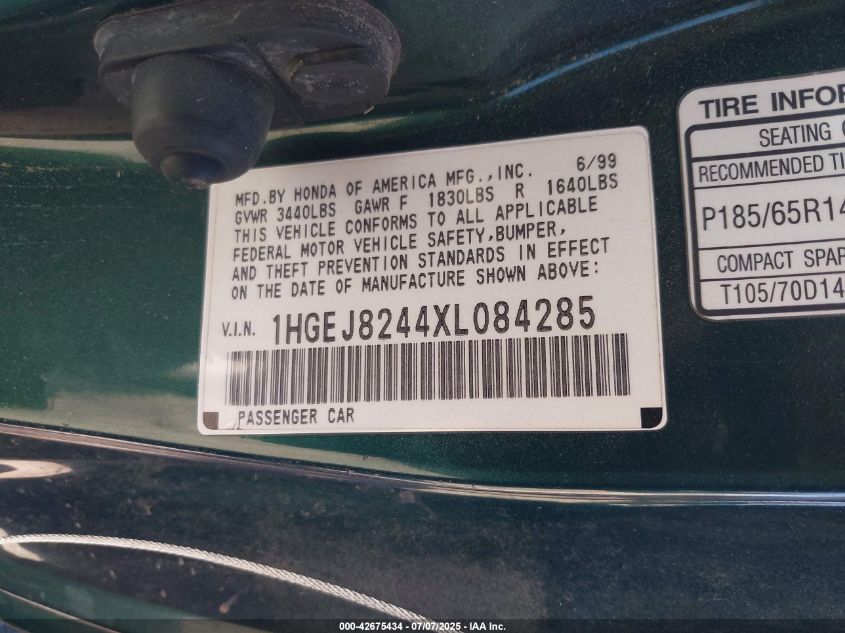 MFD.BY HONDA OF AMERICA MFG.,INC. 6/99
GVWR 3440LBS GAWR F 1830LBS R 1640LBS
THIS VEHICLE CONFORMS TO ALL APPLICABLE
FEDERAL MOTOR VEHICLE SAFETY,BUMPER,
AND THEFT PREVENTION STANDARDS IN EFFECT
ON THE DATE OF MANUFACTURE SHOWN ABOVE:
V.I.N. 1HGEJ8244XL084285
PASSENGER CAR
TIRE INFOR
SEATING
RECOMMENDED TI
P185/65R14
COMPACT SPAR
T105/70D14
000-42675434 - 07/07/2025 - IAA Inc.